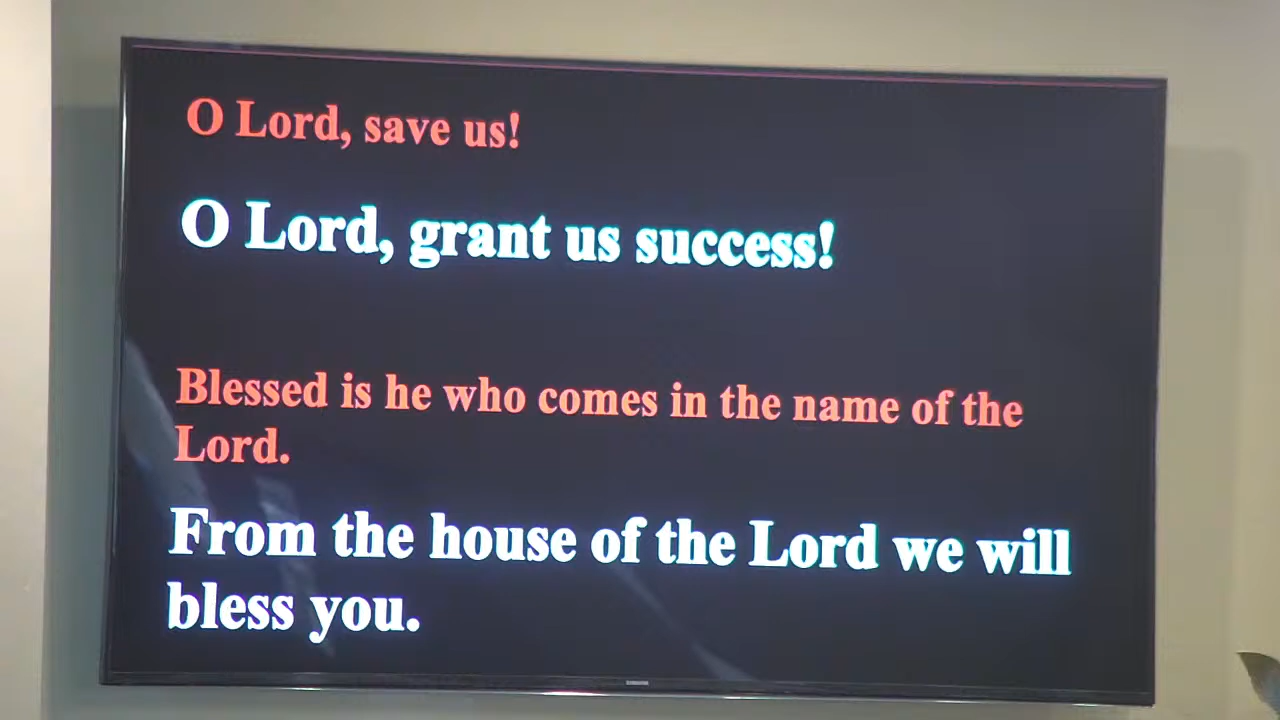 O Lord, save us!
O Lord, grant us success!
Blessed is he who comes in the name of the
Lord.
From the house of the Lord we will
bless you.